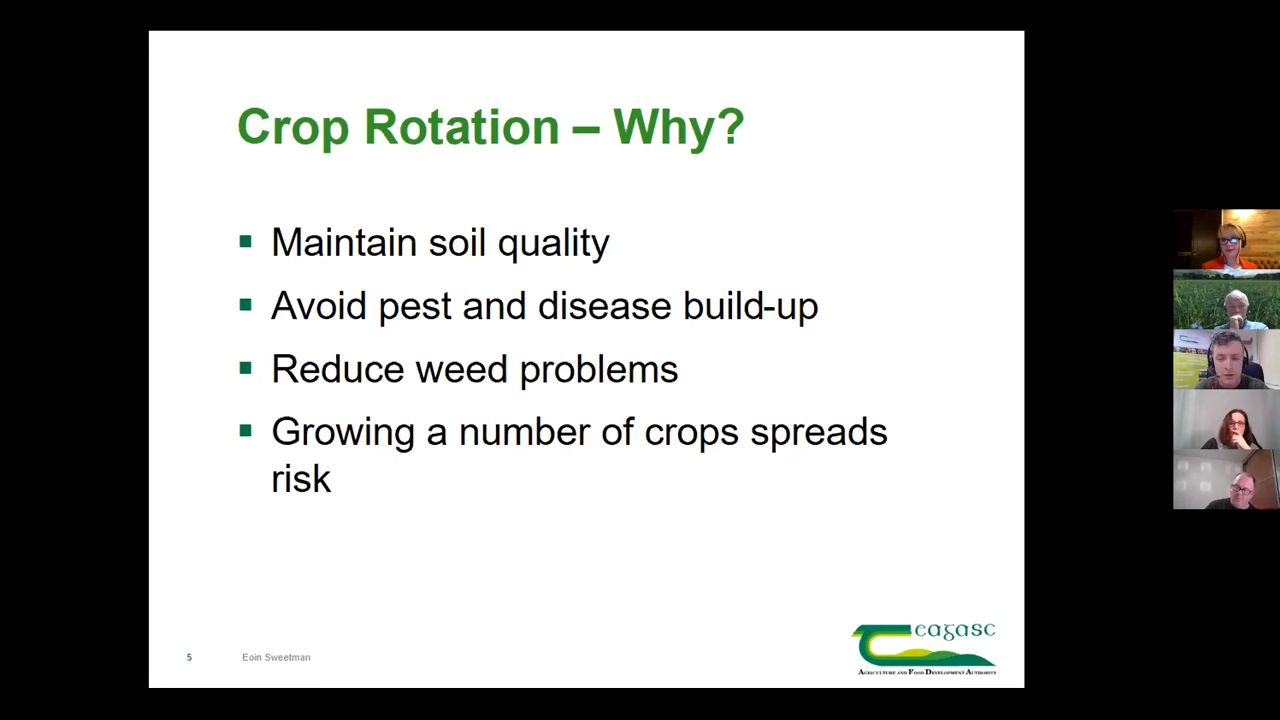 Crop Rotation – Why?
Maintain soil quality
Avoid pest and disease build-up
Reduce weed problems
Growing a number of crops spreads
risk
5
Eoin Sweetman
eagasc
AGRICULTURE AND FOOD DEVELOPMENT AUTHORITY